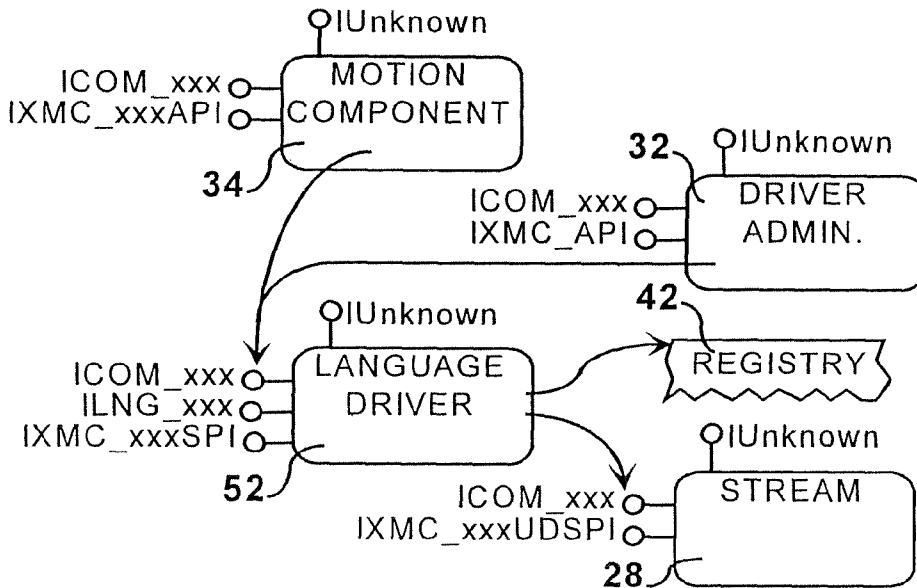 IUnknown
MOTION
COMPONENT
ICOM_xxx
IXMC_xxxAPI
34
32
IUnknown
DRIVER
ADMIN.
ICOM_xxx
IXMC_API
42
REGISTRY
IUnknown
LANGUAGE
DRIVER
ICOM_xxx
ILNG_xxx
IXMC_xxxSPI
52
IUnknown
STREAM
ICOM_xxx
IXMC_xxxUDSPI
28